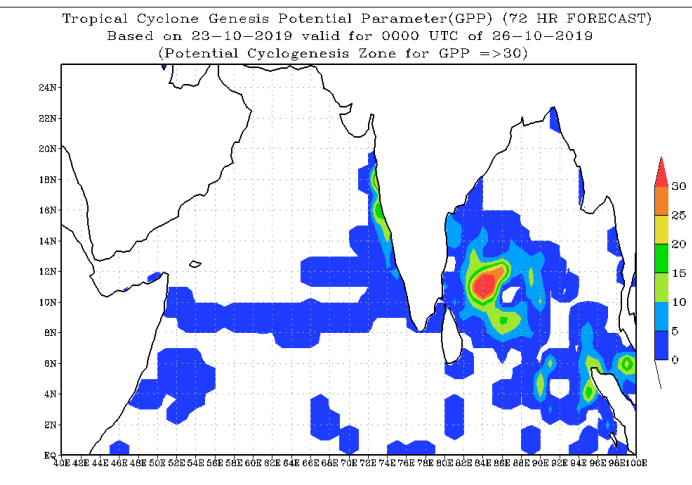 Tropical Cyclone Genesis Potential Parameter(GPP) (72 HR FORECAST)
Based on 23-10-2019 valid for 0000 UTC of 26-10-2019
(Potential Cyclogenesis Zone for GPP =>30)
24N
22N
20N
18N
16N
14N
12N
10N
8N
6N
4N
2N
EQ
40E 42E 44E 46E 48E 50E 52E 54E 56E 58E 60E 62E 64E 66E 68E 70E 72E 74E 76E 78E 80E 82E 84E 86E 88E 90E 92E 94E 96E 98E 100E
30
25
20
15
10
5
0